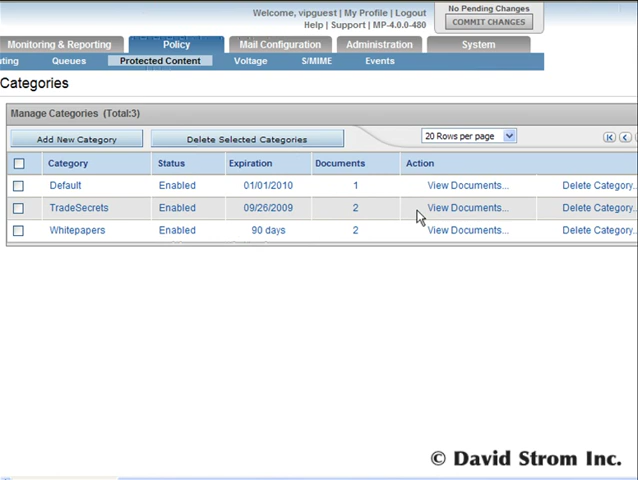 Welcome, vipguest | My Profile | Logout
Help | Support | MP-4.0.0-480
No Pending Changes
COMMIT CHANGES
Monitoring & Reporting Policy Mail Configuration Administration System
Queues Protected Content Voltage S/MIME Events
Categories
Manage Categories (Total:3)
Add New Category Delete Selected Categories 20 Rows per page
Category Status Expiration Documents Action
Default Enabled 01/01/2010 1 View Documents... Delete Category..
TradeSecrets Enabled 09/26/2009 2 View Documents... Delete Category..
Whitepapers Enabled 90 days 2 View Documents... Delete Category..
© David Strom Inc.